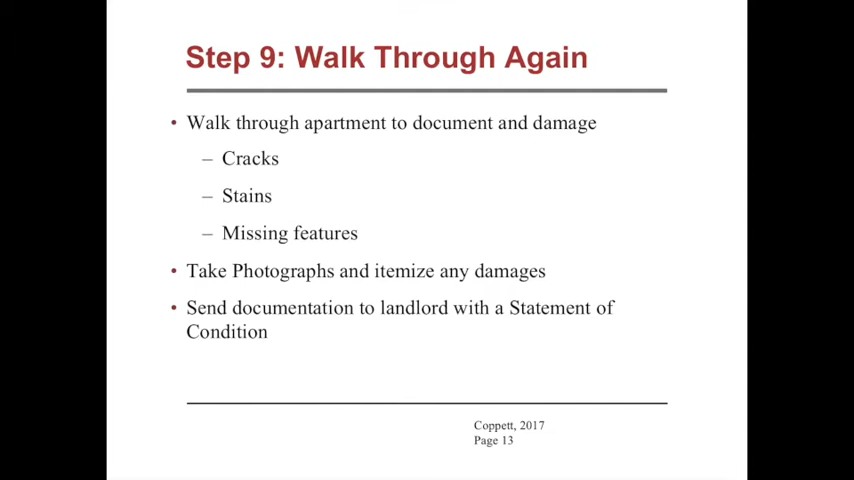 Step 9: Walk Through Again
• Walk through apartment to document and damage
– Cracks
– Stains
– Missing features
• Take Photographs and itemize any damages
• Send documentation to landlord with a Statement of
Condition
Coppett, 2017
Page 13